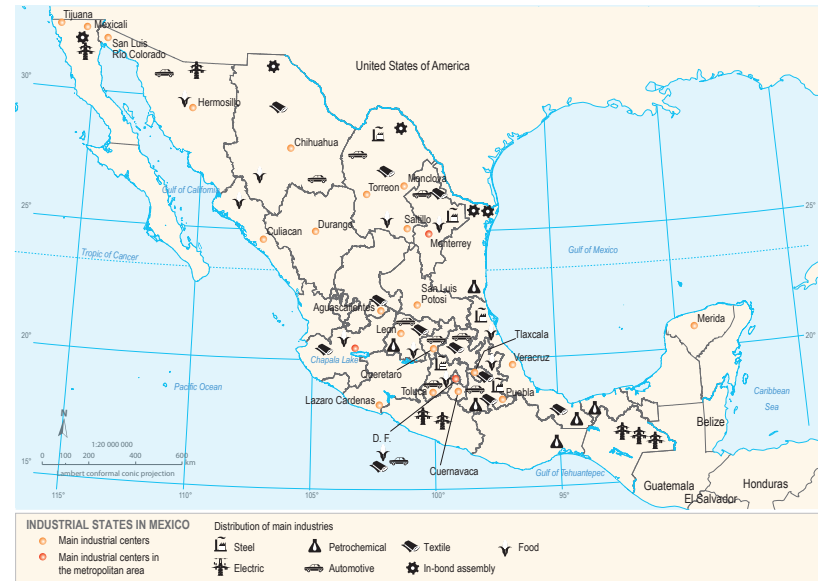 Tijuana
Mexicali
San Luis
Rio Colorado
United States of America
30°
30°
Hermosillo
Chihuahua
Gulf of California
Torreon
Monclova
25°
25°
Culiacan
Durango
Saltillo
Monterrey
Gulf of Mexico
Tropic of Cancer
San Luis
Potosi
Aguascalientes
Merida
Leon
Tlaxcala
20°
20°
Chapala Lake
Queretaro
Veracruz
Pacific Ocean
Toluca
Puebla
Caribbean
Sea
Lazaro Cardenas
N
Belize
D. F.
1:20 000 000
0 100 200 400 600
km
Lambert conformal conic projection
15°
15°
Cuernavaca
Gulf of Tehuantepec
Guatemala
Honduras
El Salvador
115°
110°
105°
100°
95°
INDUSTRIAL STATES IN MEXICO
Main industrial centers
Main industrial centers in
the metropolitan area
Distribution of main industries
Steel
Petrochemical
Textile
Food
Electric
Automotive
In-bond assembly